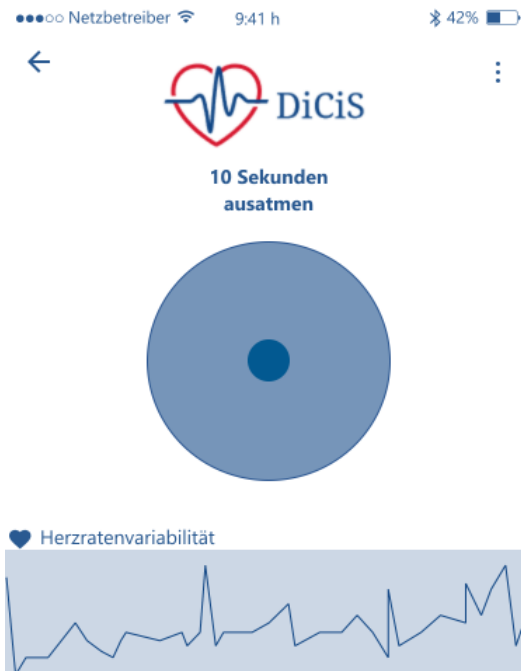 Netzbetreiber 9:41 h 42%
DiCiS
10 Sekunden
ausatmen
Herzratenvariabilität